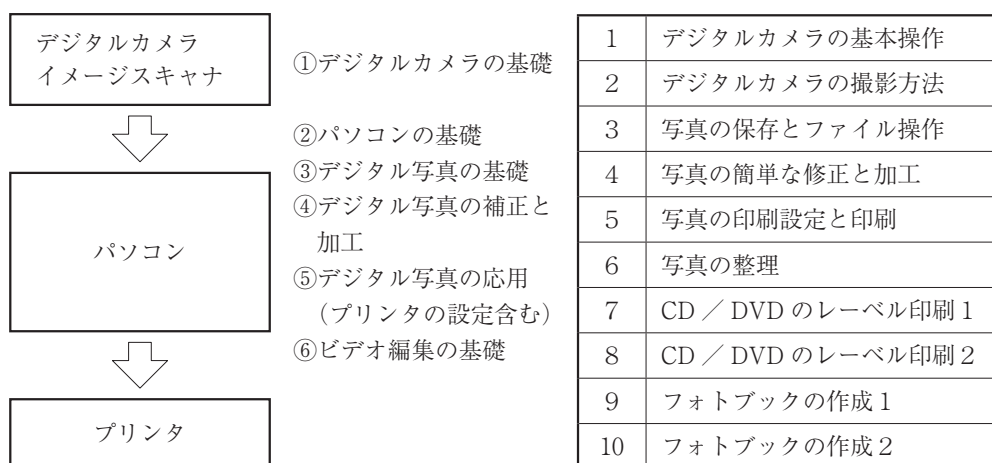 デジタルカメラ
イメージスキャナ
パソコン
プリンタ
①デジタルカメラの基礎
②パソコンの基礎
③デジタル写真の基礎
④デジタル写真の補正と
加工
⑤デジタル写真の応用
（プリンタの設定含む）
⑥ビデオ編集の基礎
1 デジタルカメラの基本操作
2 デジタルカメラの撮影方法
3 写真の保存とファイル操作
4 写真の簡単な修正と加工
5 写真の印刷設定と印刷
6 写真の整理
7 CD ／ DVD のレーベル印刷１
8 CD ／ DVD のレーベル印刷２
9 フォトブックの作成１
10 フォトブックの作成２